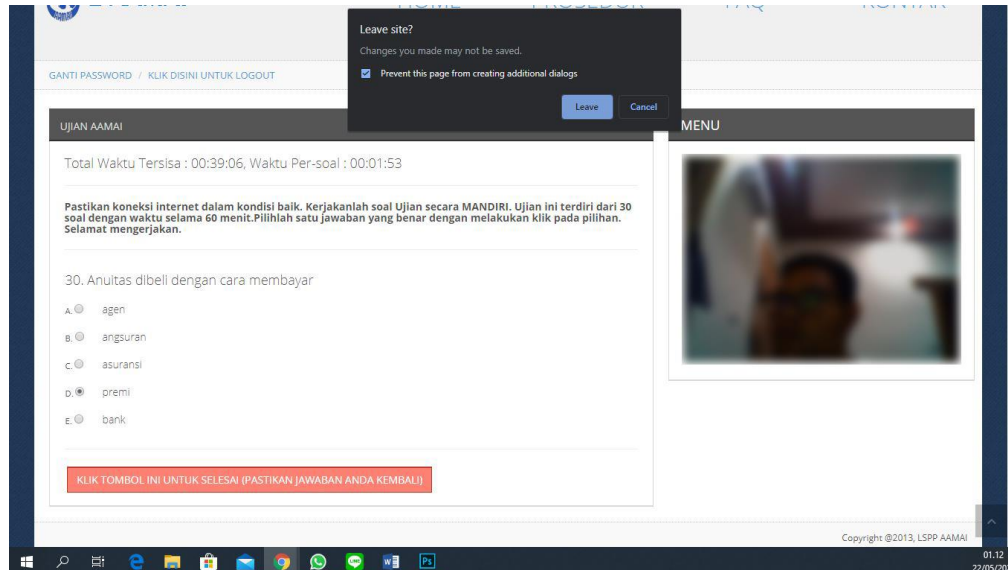 HOME PROSEDUR FAQ KONTAK
Leave site?
Changes you made may not be saved.
Prevent this page from creating additional dialogs
Leave Cancel
GANTI PASSWORD / KLIK DISINI UNTUK LOGOUT
UJIAN AAMAI
MENU
Total Waktu Tersisa : 00:39:06, Waktu Per-soal : 00:01:53
Pastikan koneksi internet dalam kondisi baik. Kerjakanlah soal Ujian secara MANDIRI. Ujian ini terdiri dari 30
soal dengan waktu selama 60 menit.Pilihlah satu jawaban yang benar dengan melakukan klik pada pilihan.
Selamat mengerjakan.
30. Anuitas dibeli dengan cara membayar
A. agen
B. angsuran
C. asuransi
D. premi
E. bank
KLIK TOMBOL INI UNTUK SELESAI (PASTIKAN JAWABAN ANDA KEMBALI)
Copyright @2013, LSPP AAMAI
01.12